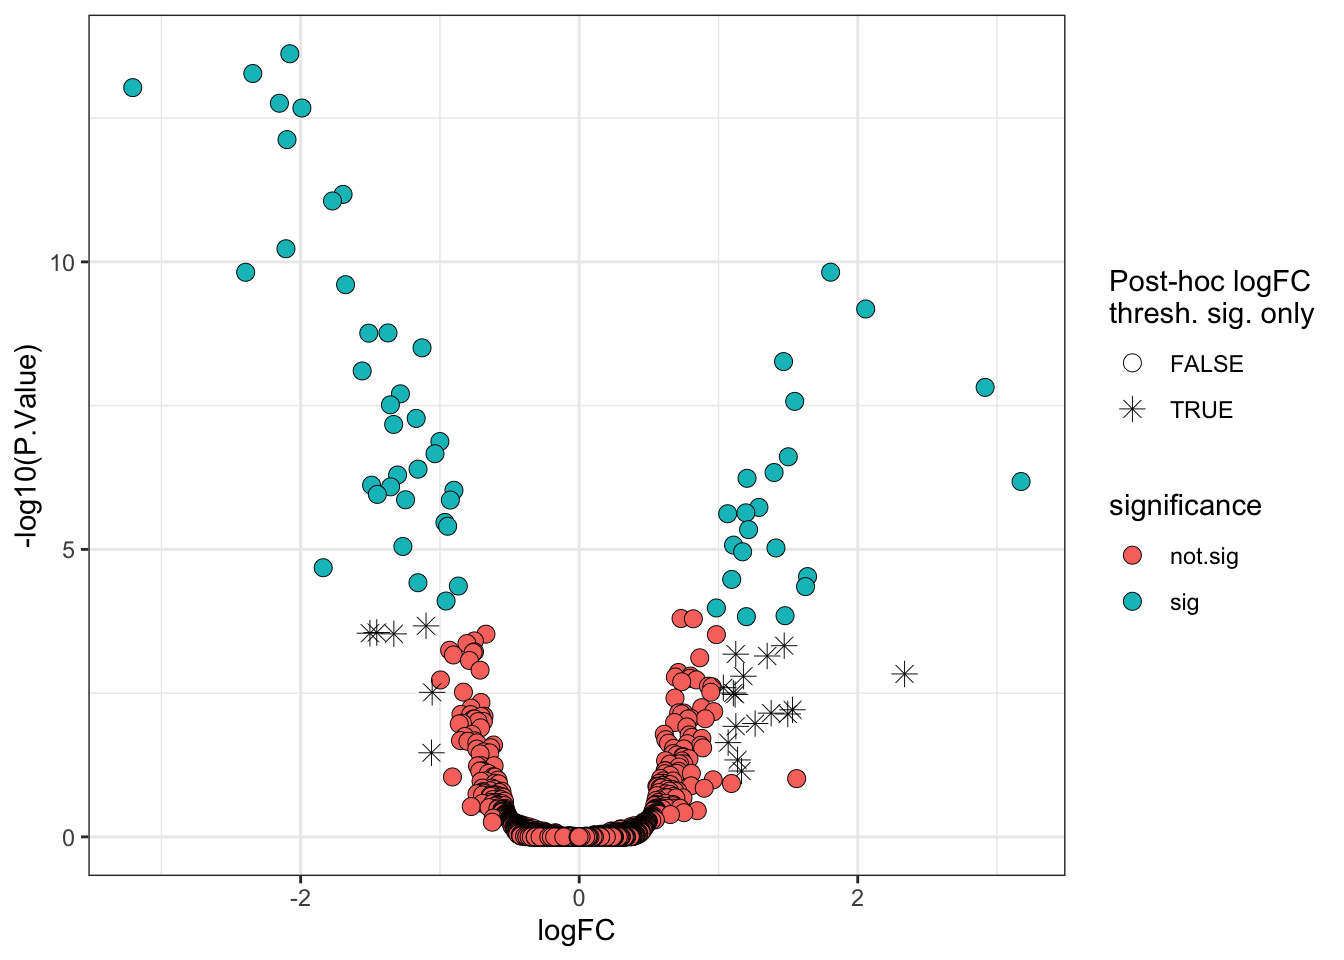 10
5
0
-2
0
2
logFC
-log10(P.Value)
Post-hoc logFC
thresh. sig. only
FALSE
TRUE
significance
not.sig
sig